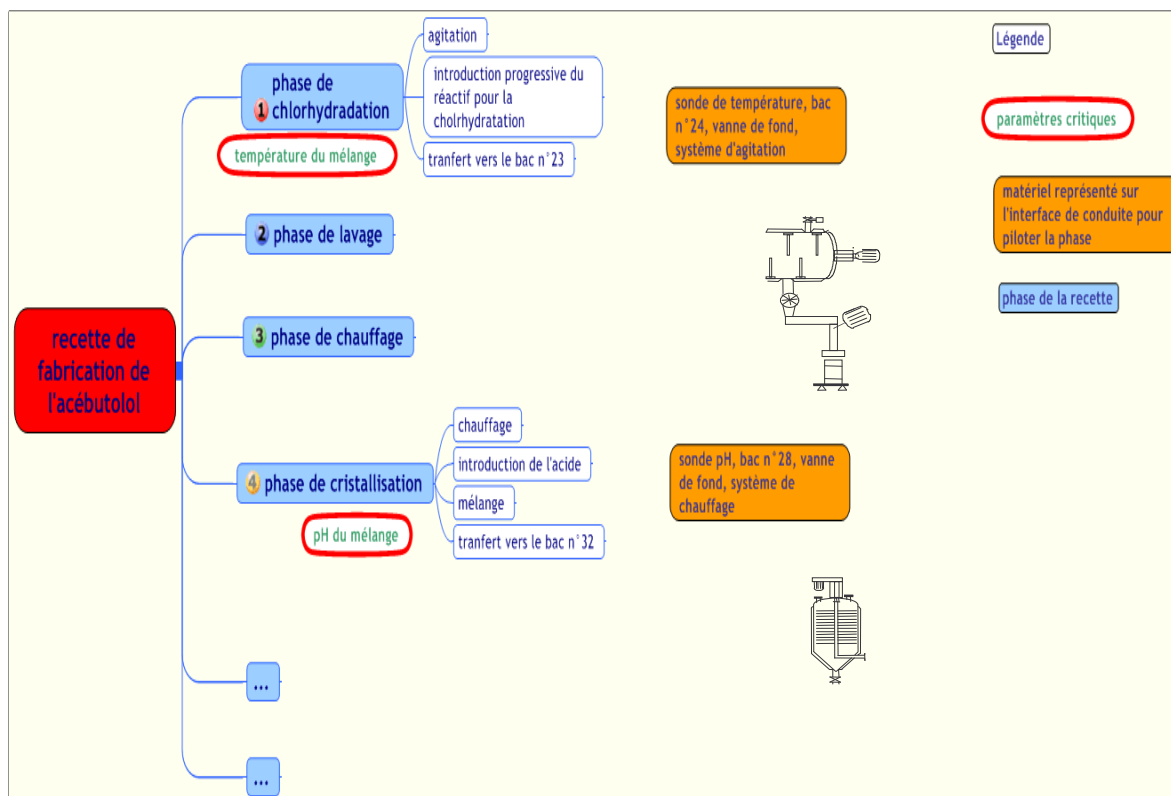 agitation
phase de
1 chlorhydradation
introduction progressive du
réactif pour la
cholrhydratation
température du mélange
tranfert vers le bac n°23
sonde de température, bac
n°24, vanne de fond,
système d'agitation
Légende
paramètres critiques
matériel représenté sur
l'interface de conduite pour
piloter la phase
phase de la recette
2 phase de lavage
3 phase de chauffage
recette de
fabrication de
l'acébutolol
4 phase de cristallisation
pH du mélange
chauffage
introduction de l'acide
mélange
tranfert vers le bac n°32
sonde pH, bac n°28, vanne
de fond, système de
chauffage
...
...